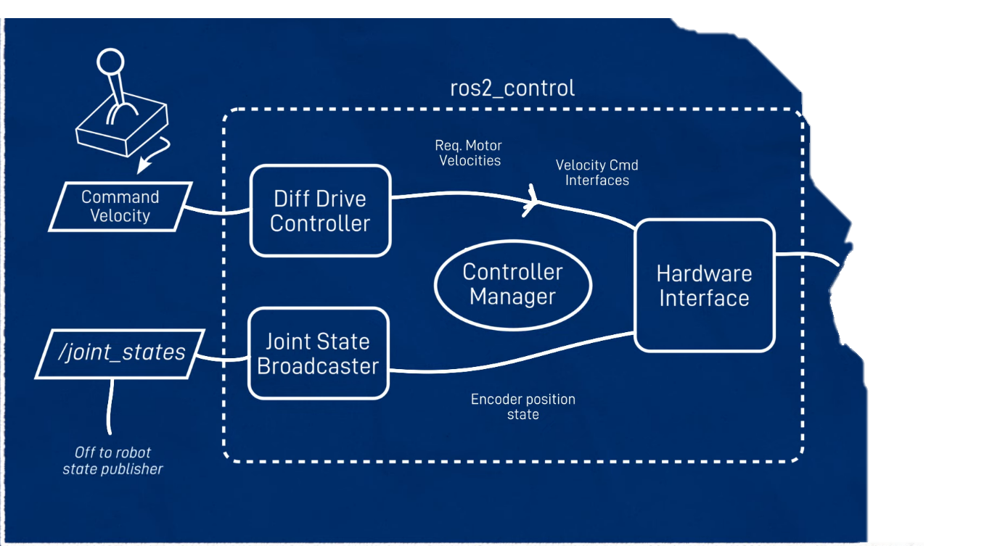 ros2_control
Req. Motor
Velocities
Velocity Cmd
Interfaces
Command
Velocity
Diff Drive
Controller
Controller
Manager
Hardware
Interface
/joint_states
Joint State
Broadcaster
Encoder position
state
Off to robot
state publisher